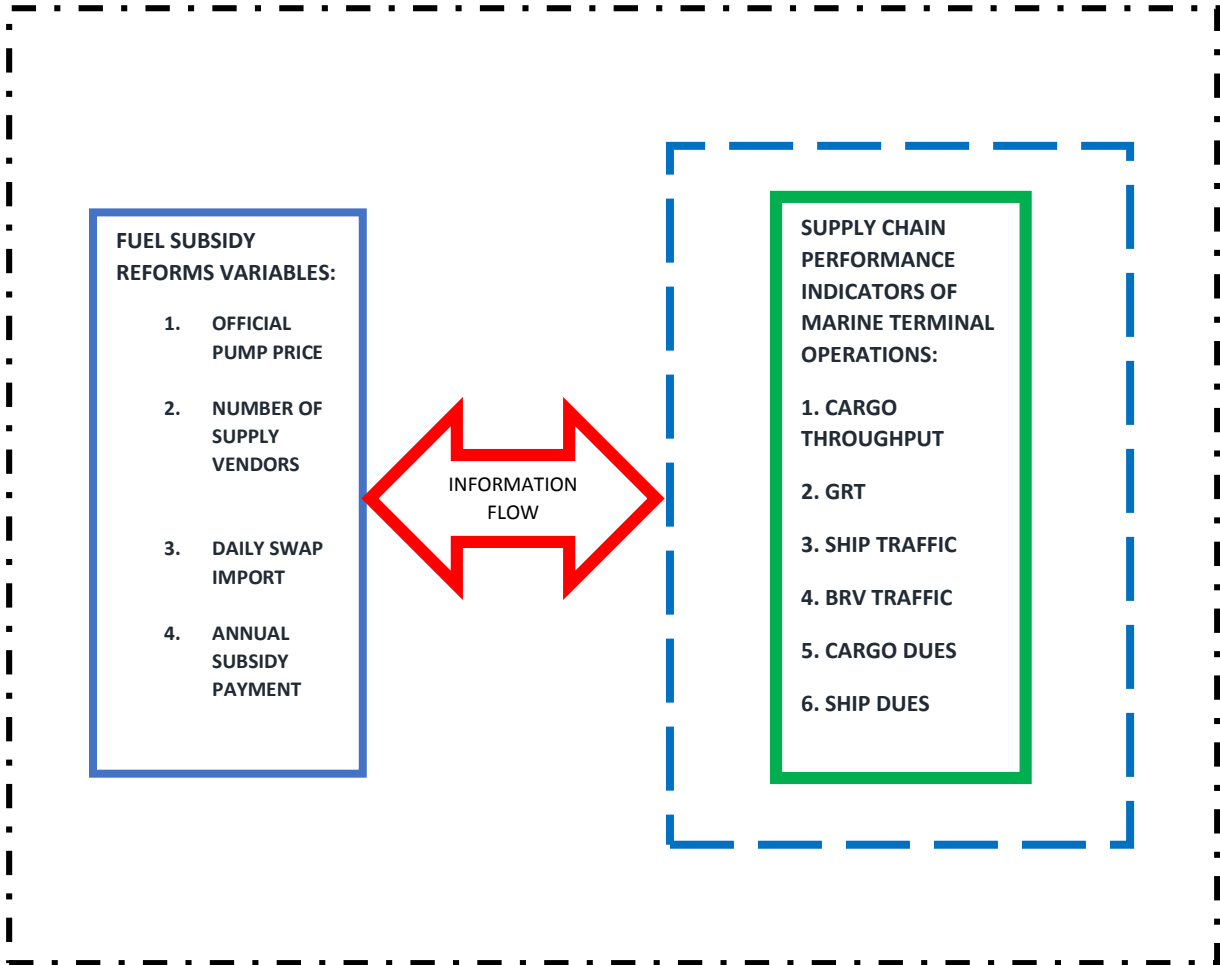 FUEL SUBSIDY
REFORMS VARIABLES:
1. OFFICIAL
PUMP PRICE
2. NUMBER OF
SUPPLY
VENDORS
3. DAILY SWAP
IMPORT
4. ANNUAL
SUBSIDY
PAYMENT
INFORMATION
FLOW
SUPPLY CHAIN
PERFORMANCE
INDICATORS OF
MARINE TERMINAL
OPERATIONS:
1. CARGO
THROUGHPUT
2. GRT
3. SHIP TRAFFIC
4. BRV TRAFFIC
5. CARGO DUES
6. SHIP DUES